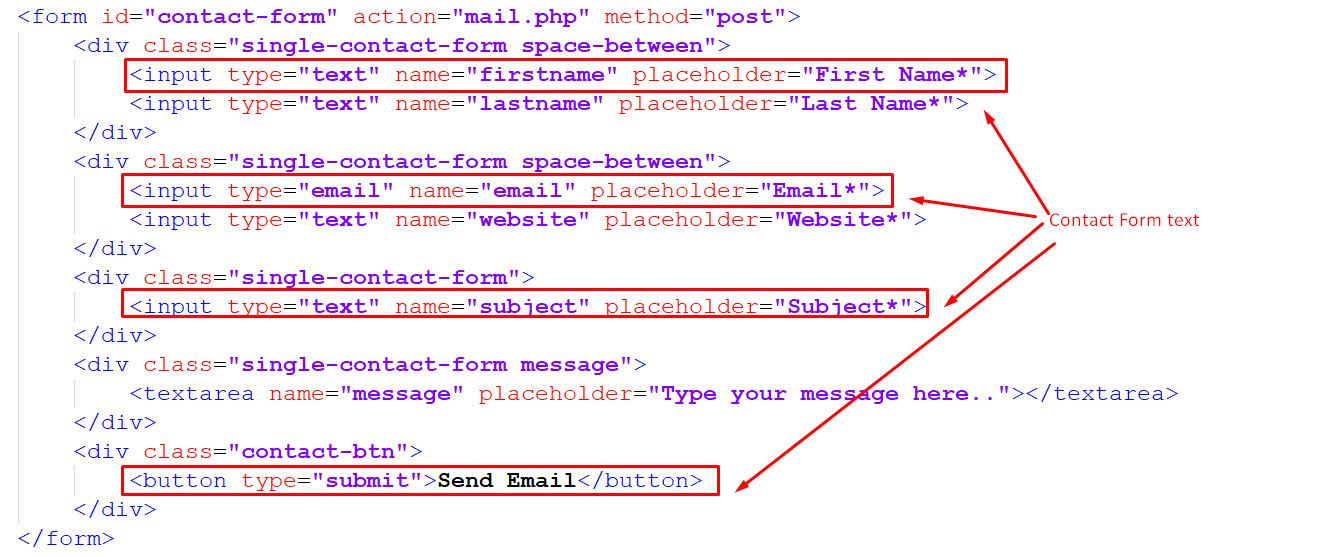 <form id="contact-form" action="mail.php" method="post">
<div class="single-contact-form space-between">
<input type="text" name="firstname" placeholder="First Name*">
<input type="text" name="lastname" placeholder="Last Name*">
</div>
<div class="single-contact-form space-between">
<input type="email" name="email" placeholder="Email*">
<input type="text" name="website" placeholder="Website*">
Contact Form text
</div>
<div class="single-contact-form">
<input type="text" name="subject" placeholder="Subject*">
</div>
<div class="single-contact-form message">
<textarea name="message" placeholder="Type your message here.."></textarea>
</div>
<div class="contact-btn">
<button type="submit">Send Email</button>
</div>
</form>